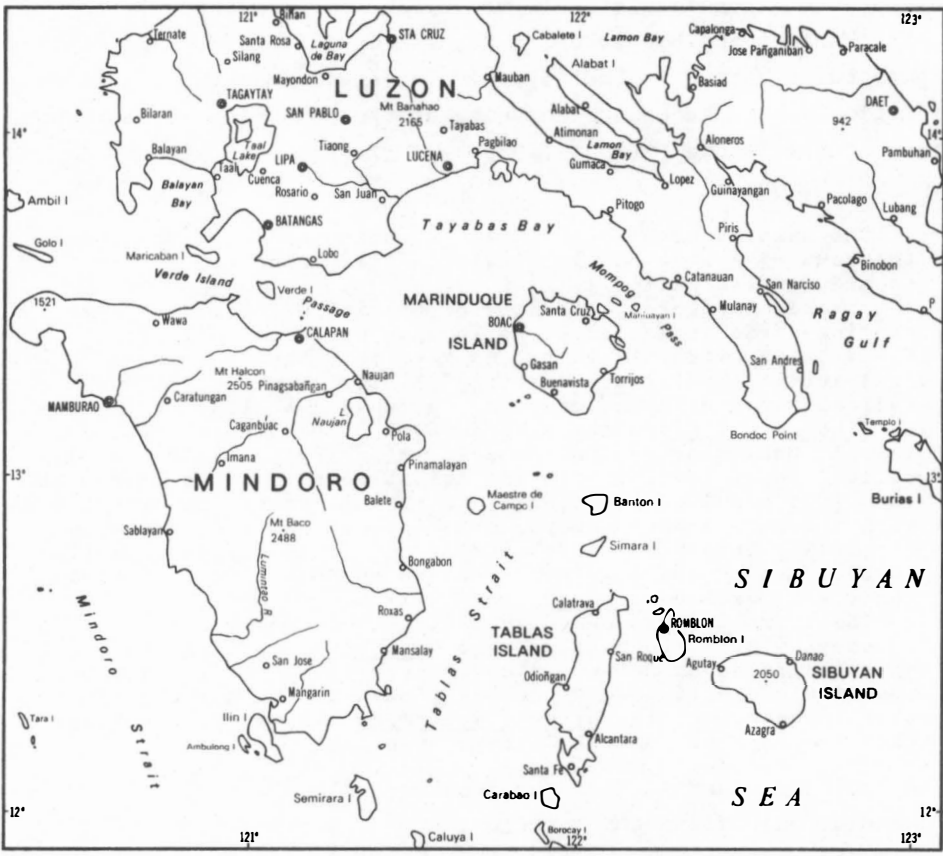 121°
122°
123°
Biñan
Ternate
Santa Rosa
Laguna de Bay
STA CRUZ
Cabalete I
Lamon Bay
Capalonga
Jose Pañganiban
Paracale
Silang
Mayondon
LUZON
Mauban
Alabat I
Basiad
TAGAYTAY
Mt Banahao
2165
SAN PABLO
Alabat
DAET
942
Bilaran
Tayabas
14°
14°
Taal Lake
Tiaong
Pagbilao
Atimonan
Lamon Bay
Aloneros
Pambuhan
Balayan
Taal
Cuenca
LIPA
LUCENA
Gumaca
Lopez
Guinayangan
Balayan Bay
Rosario
San Juan
Ambil I
Pitogo
Pacolago
Lubang
BATANGAS
Tayabas Bay
Piris
Golo I
Maricaban I
Lobo
Binobon
Verde Island
Passage
Verde I
Mompog
Pass
Catanauan
San Narciso
1521
MARINDUQUE
ISLAND
Santa Cruz
Maniuayan I
Mulanay
P
Wawa
CALAPAN
BOAC
Ragay
Gulf
Mt Halcon
2505
Pinagsabañgan
Naujan
Gasan
Torrijos
San Andres
MAMBURAO
Caratungan
Buenavista
L
Naujan
Caganbuac
Pola
Bondoc Point
Templo I
Imana
Pinamalayan
13°
13°
MINDORO
Balete
Maestre de
Campo I
Banton I
Burias I
Sablayan
Mt Baco
2488
Simara I
Lumintao R
Bongabon
SIBUYAN
Mindoro
Strait
Tablas Strait
Calatrava
Roxas
TABLAS
ISLAND
ROMBLON
Romblon I
San Roque
Mansalay
Agutay
Danao
San Jose
2050
SIBUYAN
ISLAND
Odioñgan
Mangarin
Tara I
Ilin I
Azagra
Ambulong I
Alcantara
Santa Fe
Semirara I
Carabao I
SEA
12°
12°
Caluya I
Borocay I
121°
122°
123°